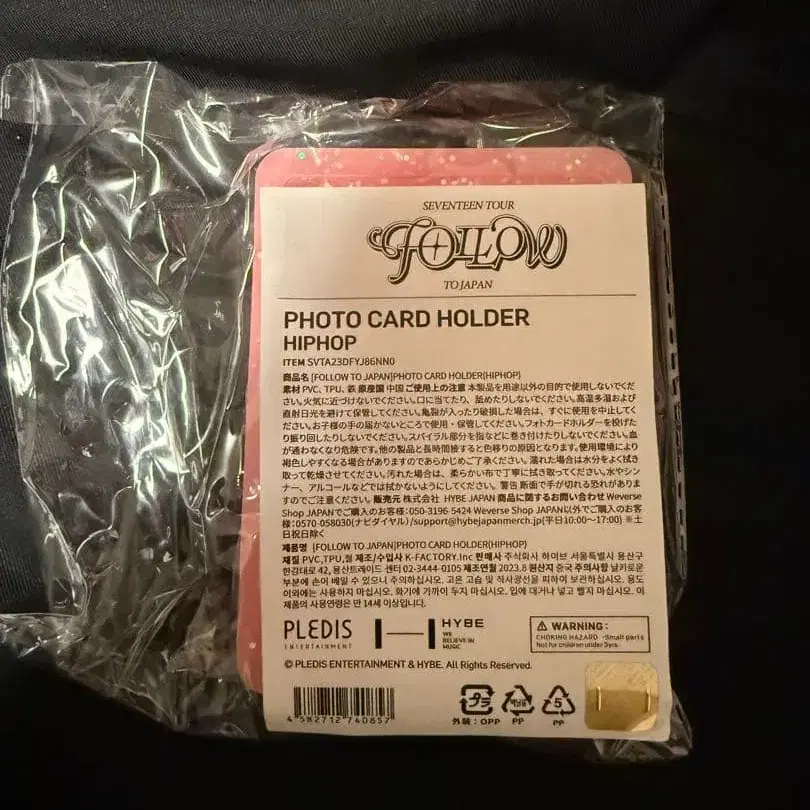 SEVENTEEN TOUR
FOLLOW
TO JAPAN
PHOTO CARD HOLDER
HIPHOP
ITEM SVTA23DFYJ86NN0
商品名 [FOLLOW TO JAPAN]PHOTO CARD HOLDER(HIPHOP)
素材 PVC、TPU、鉄 原産国 中国 ご使用上の注意 本製品を用途以外の目的で使用しないでくだ
さい。火気に近づけないでください。口に当てたり、舐めたりしないでください。高温多湿および
直射日光を避けて保管してください。亀裂が入ったり破損した場合は、すぐに使用を中止してく
ださい。お子様の手の届かないところで使用・保管してください。フォトカードホルダーを投げた
り振り回したりしないでください。スパイラル部分を指などに巻き付けたりしないでください。血
が通わなくなり危険です。他の製品と長時間接すると色移りの原因となります。使用環境により
褐色しやすくなる場合がありますのであらかじめご了承ください。濡れた場合は水分をよく拭き
取って乾燥させてください。汚れた場合は、柔らかい布で丁寧に拭き取ってください。水やシン
ナー、アルコールなどでは拭かないようにしてください。警告 断面で手が切れる恐れがありま
すのでご注意ください。販売元 株式会社 HYBE JAPAN 商品に関するお問い合わせ Weverse
Shop JAPANでご購入のお客様:050-3196-5424 Weverse Shop JAPAN以外でご購入のお客
様:0570-058030(ナビダイヤル)/support@hybejapanmerch.jp(平日10:00~17:00) ※土
日祝日除く
제품명 [FOLLOW TO JAPAN]PHOTO CARD HOLDER(HIPHOP)
재질 PVC,TPU,철 제조/수입사 K-FACTORY.Inc 판매사 주식회사 하이브 서울특별시 용산구
한강대로 42, 용산트레이드 센터 02-3444-0105 제조연월 2023.8 원산지 중국 주의사항 날카로운
부분에 손이 베일 수 있으니 주의하십시오. 고온 고습 및 직사광선을 피하여 보관하십시오. 용도
이외에는 사용하지 마십시오. 화기에 가까이 두지 마십시오. 입에 대거나 넣고 빨지 마십시오. 이
제품의 사용연령은 만 14세 이상입니다.
PLEDIS
ENTERTAINMENT
HYBE
WE
BELIEVE IN
MUSIC
WARNING:
CHOKING HAZARD -Small parts
Not for children under 3yrs.
© PLEDIS ENTERTAINMENT & HYBE. All Rights Reserved.
4 582712 740857
プラ
外装:OPP
PP
5
PP